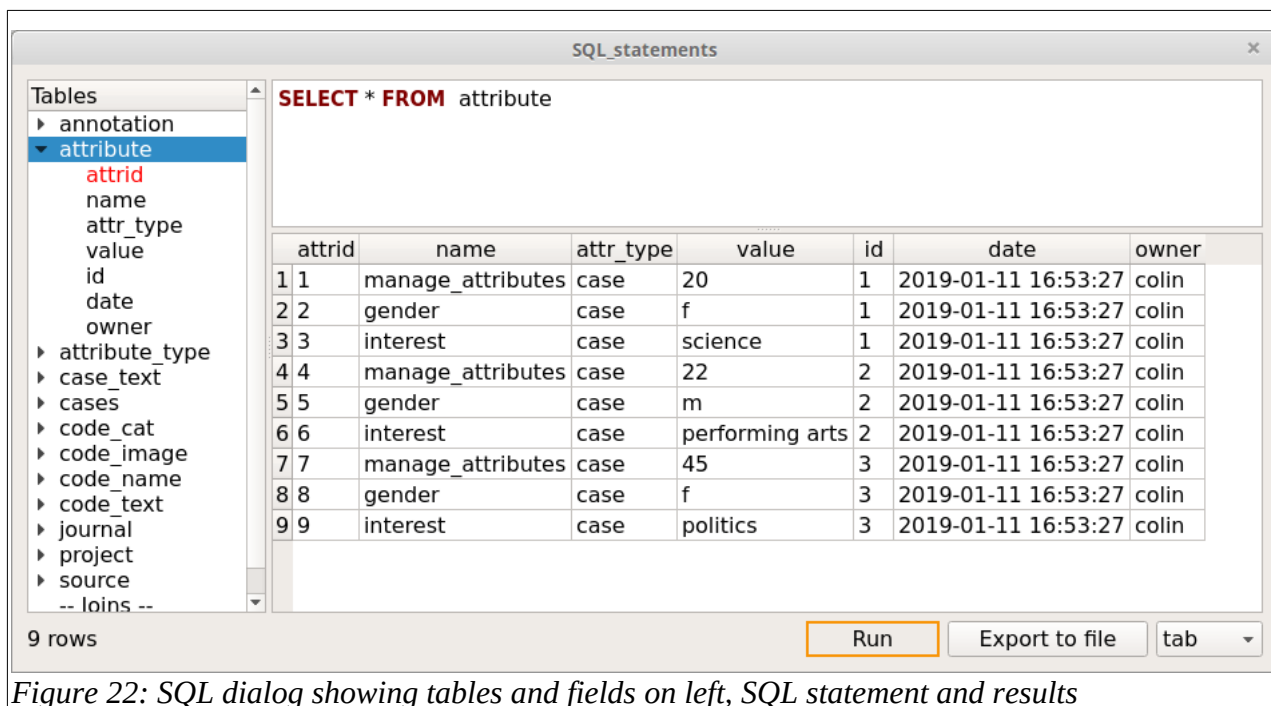 SQL_statements
Tables
annotation
attribute
attrid
name
attr_type
value
id
date
owner
attribute_type
case_text
cases
code_cat
code_image
code_name
code_text
journal
project
source
-- Joins --
SELECT * FROM attribute
attrid name attr_type value id date owner
1 1 manage_attributes case 20 1 2019-01-11 16:53:27 colin
2 2 gender case f 1 2019-01-11 16:53:27 colin
3 3 interest case science 1 2019-01-11 16:53:27 colin
4 4 manage_attributes case 22 2 2019-01-11 16:53:27 colin
5 5 gender case m 2 2019-01-11 16:53:27 colin
6 6 interest case performing arts 2 2019-01-11 16:53:27 colin
7 7 manage_attributes case 45 3 2019-01-11 16:53:27 colin
8 8 gender case f 3 2019-01-11 16:53:27 colin
9 9 interest case politics 3 2019-01-11 16:53:27 colin
9 rows Run Export to file tab
Figure 22: SQL dialog showing tables and fields on left, SQL statement and results